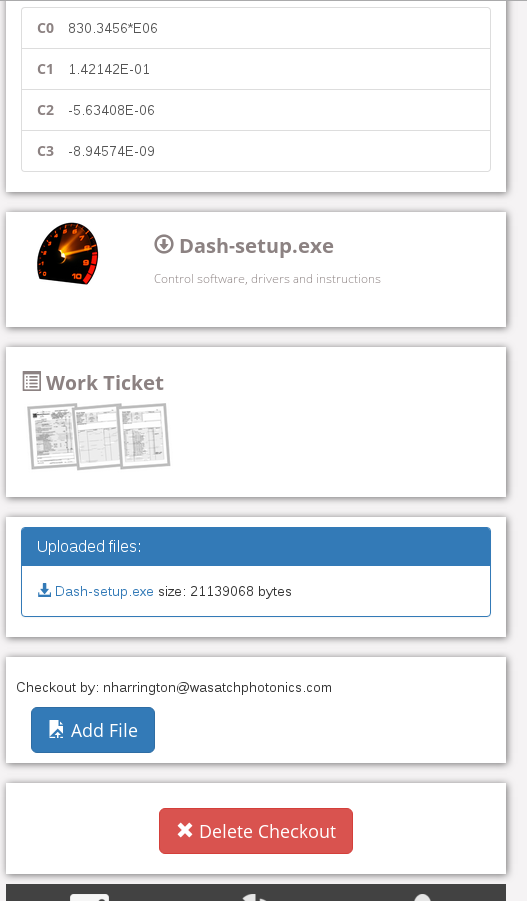 C0 830.3456*E06
C1 1.42142E-01
C2 -5.63408E-06
C3 -8.94574E-09
Dash-setup.exe
Control software, drivers and instructions
Work Ticket
Uploaded files:
Dash-setup.exe size: 21139068 bytes
Checkout by: nharrington@wasatchphotonics.com
Add File
Delete Checkout